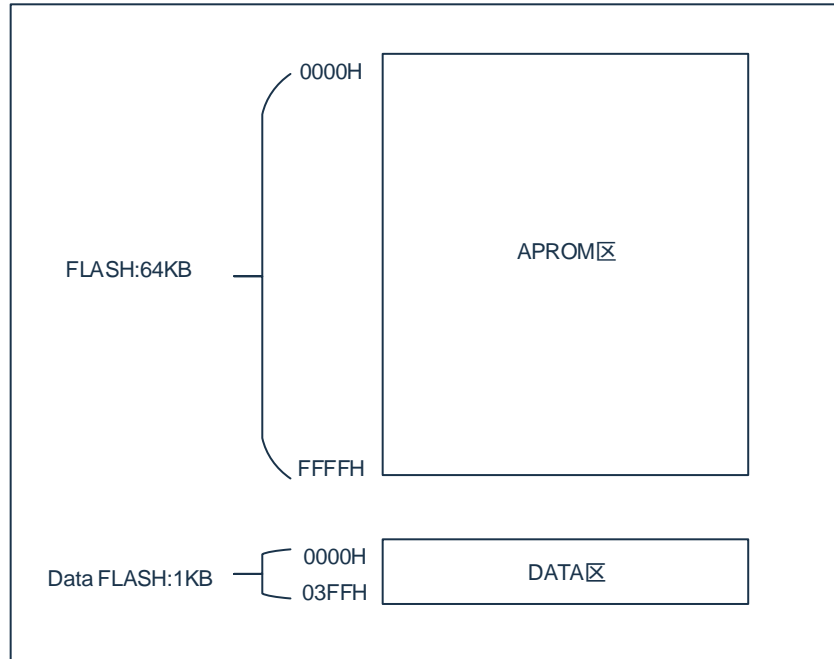 0000H
FLASH:64KB
APROM区
FFFFH
0000H
Data FLASH:1KB
DATA区
03FFH